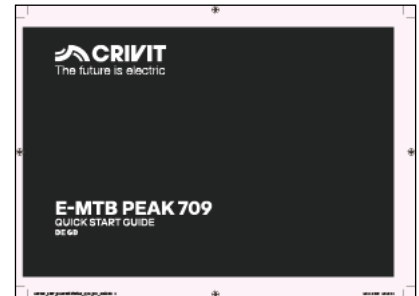 CRIVIT
The future is electric
E-MTB PEAK 709
QUICK START GUIDE
DE GB